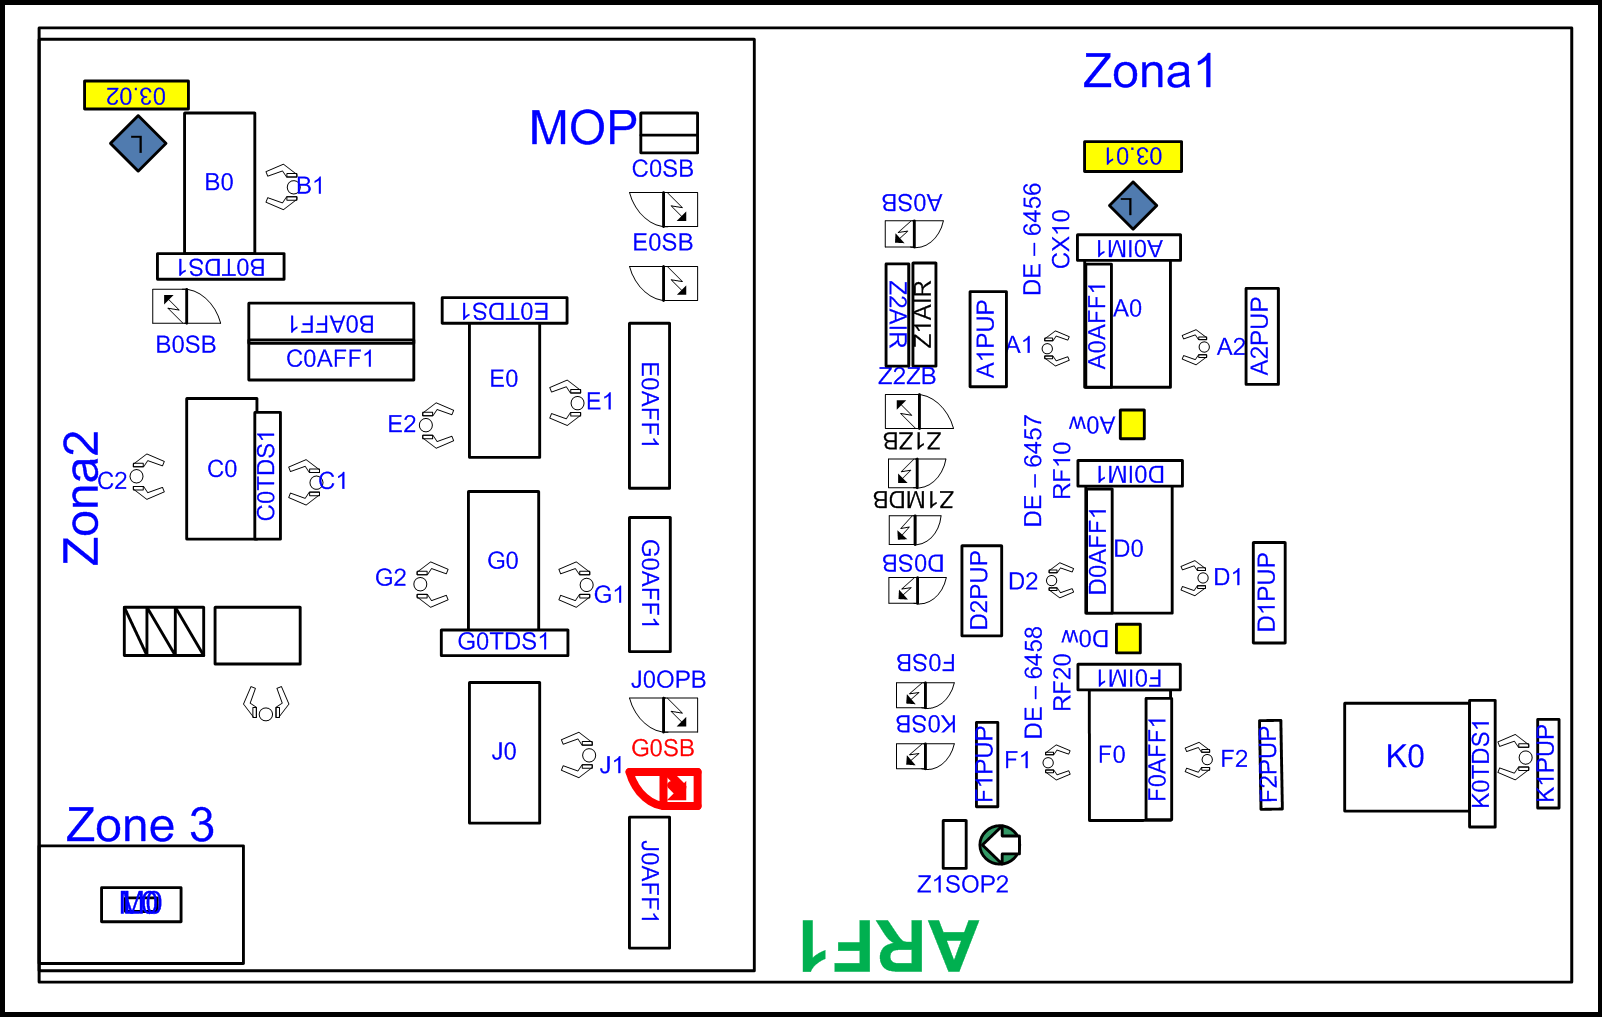 Zona1
03.02
MOP
C0SB
B0
B1
E0SB
B0TDS1
B0SB
B0AFF1
C0AFF1
E0TDS1
E0
E1
E2
E0AFF1
Zona2
C2
C0
C0TDS1
C1
G2
G0
G1
G0TDS1
G0AFF1
J0OPB
G0SB
J0
J1
J0AFF1
Zone 3
03.01
L
L
DE – 6456
CX10
A0SB
A0IM1
Z2AIR
Z1AIR
A1PUP
A1
A0AFF1
A0
A2
A2PUP
Z2ZB
Z1ZB
A0w
DE – 6457
RF10
D0IM1
Z1MDB
D0SB
D2PUP
D2
D0AFF1
D0
D1
D1PUP
D0w
DE – 6458
RF20
F0SB
F0IM1
K0SB
F1PUP
F1
F0
F0AFF1
F2
F2PUP
K0
K0TDS1
K1PUP
Z1SOP2
ARF1